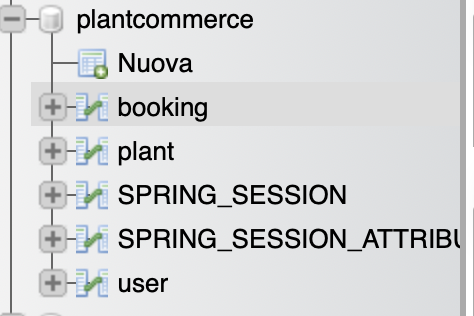 plantcommerce
Nuova
booking
plant
SPRING_SESSION
SPRING_SESSION_ATTRIBU
user